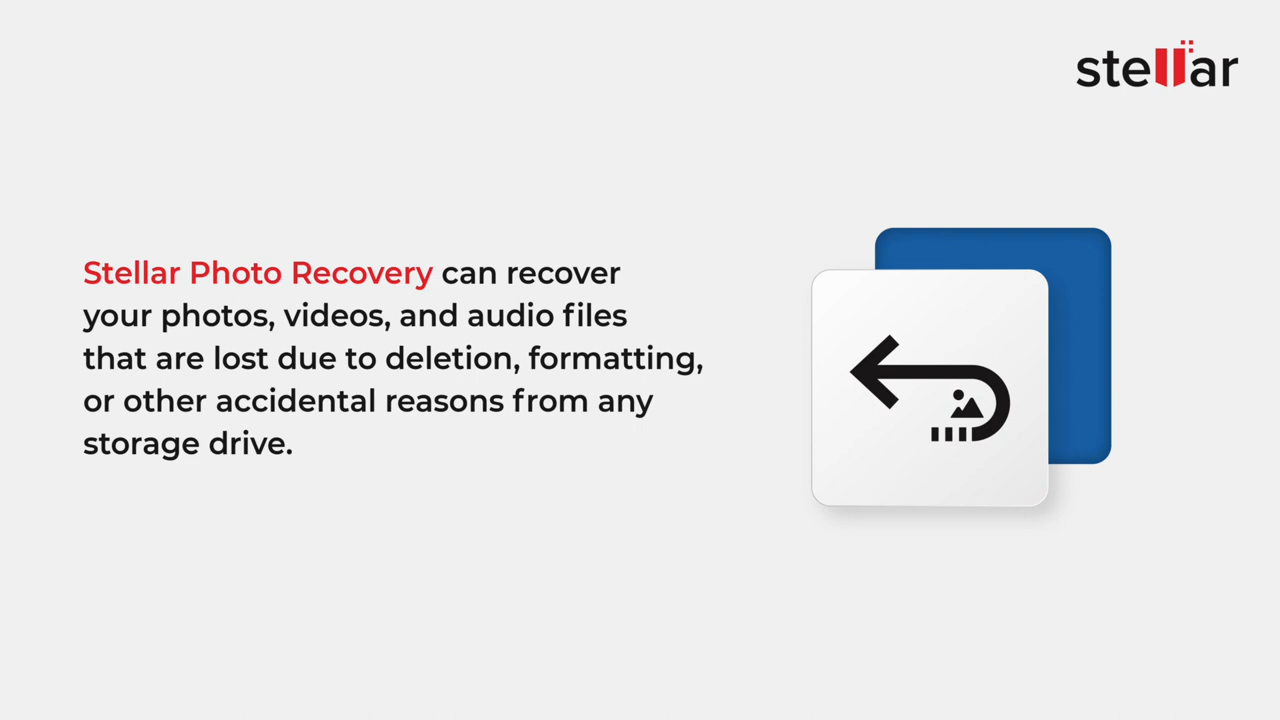 stellar
Stellar Photo Recovery can recover
your photos, videos, and audio files
that are lost due to deletion, formatting,
or other accidental reasons from any
storage drive.